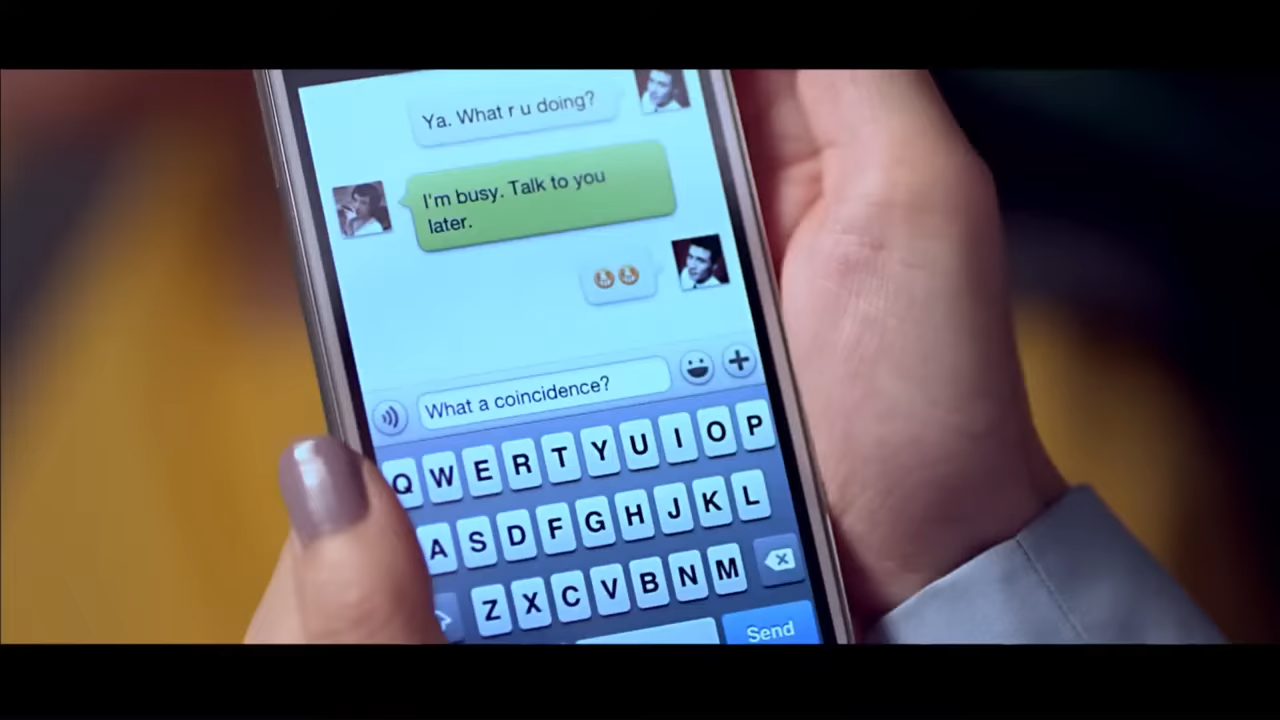 Ya. What r u doing?
I'm busy. Talk to you
later.
What a coincidence?
Q W E R T Y U I O P
A S D F G H J K L
Z X C V B N M
Send